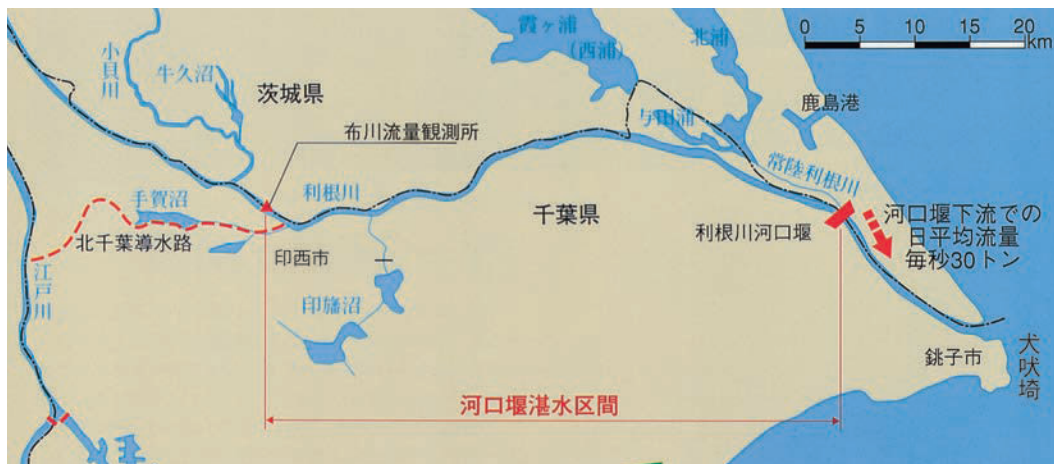 0 5 10 15 20
km
霞ヶ浦
(西浦)
北浦
小貝川
牛久沼
茨城県
鹿島港
与田浦
布川流量観測所
常陸利根川
手賀沼
利根川
千葉県
利根川河口堰
河口堰下流での
日平均流量
毎秒30トン
北千葉導水路
印西市
江戸川
印旛沼
銚子市
犬吠埼
河口堰湛水区間